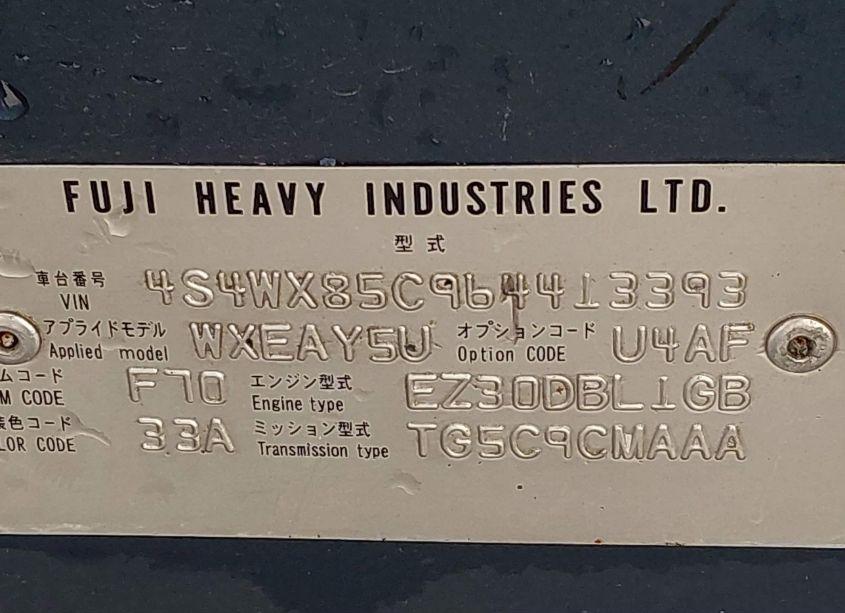 FUJI HEAVY INDUSTRIES LTD.
型式
車台番号 VIN 4S4WX85C964413393
アプライドモデル Applied model WXEAY5U オプションコード Option CODE U4AF
ムコード M CODE F70 エンジン型式 Engine type EZ30DBL1GB
装色コード LOR CODE 33A ミッション型式 Transmission type TG5C9CMAAA